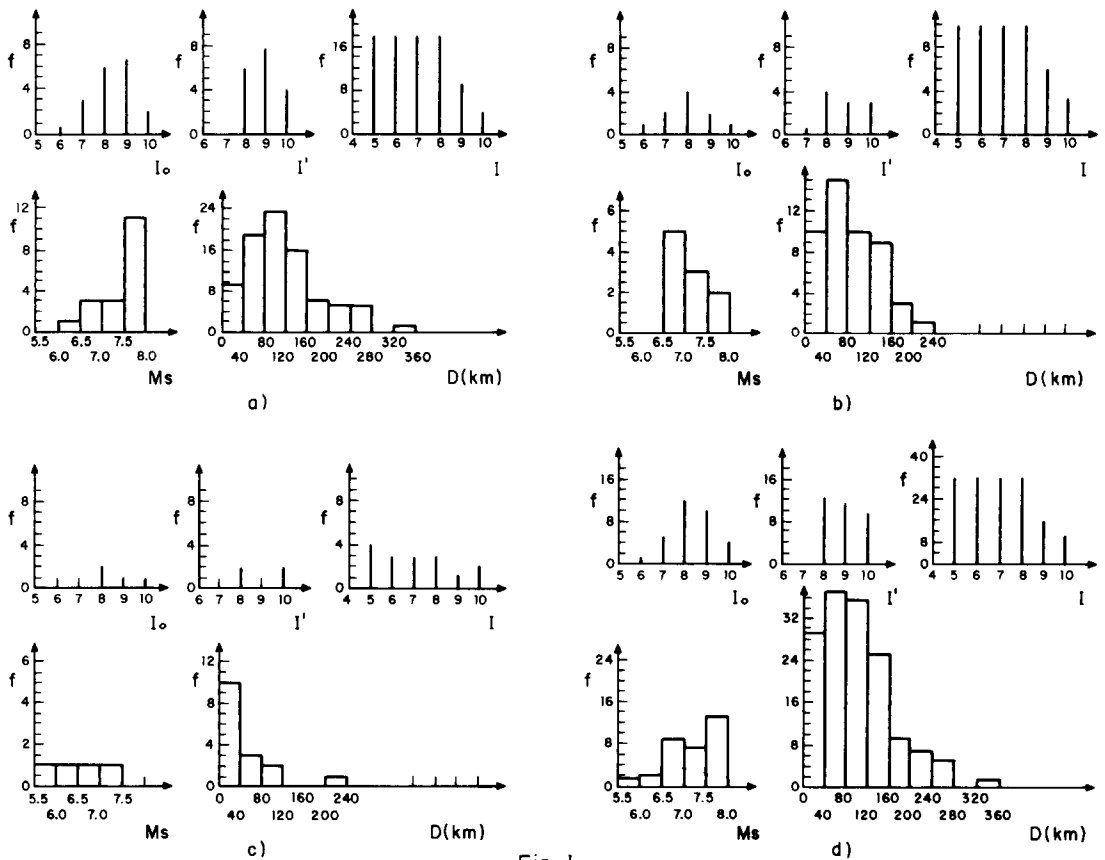 f 8 4 0 5 6 7 8 9 10 I₀
f 8 4 0 6 7 8 9 10 I'
f 16 8 0 4 5 6 7 8 9 10 I
f 12 8 4 0 5.5 6.0 6.5 7.0 7.5 8.0 Ms
f 24 16 8 0 40 80 120 160 200 240 280 320 360 D(km)
a)
f 8 4 0 5 6 7 8 9 10 I₀
f 8 4 0 6 7 8 9 10 I'
f 8 4 0 4 5 6 7 8 9 10 I
f 6 4 2 0 5.5 6.0 6.5 7.0 7.5 8.0 Ms
f 12 8 4 0 0 40 80 120 160 200 240 D(km)
b)
f 8 4 0 5 6 7 8 9 10 I₀
f 8 4 0 6 7 8 9 10 I'
f 8 4 0 4 5 6 7 8 9 10 I
f 6 4 2 0 5.5 6.0 6.5 7.0 7.5 Ms
f 12 8 4 0 0 40 80 120 160 200 240 D(km)
c)
f 16 8 0 5 6 7 8 9 10 I₀
f 16 8 0 6 7 8 9 10 I'
f 40 24 8 0 4 5 6 7 8 9 10 I
f 24 16 8 0 5.5 6.0 6.5 7.0 7.5 8.0 Ms
f 32 24 16 8 0 0 40 80 120 160 200 240 280 320 360 D(km)
d)